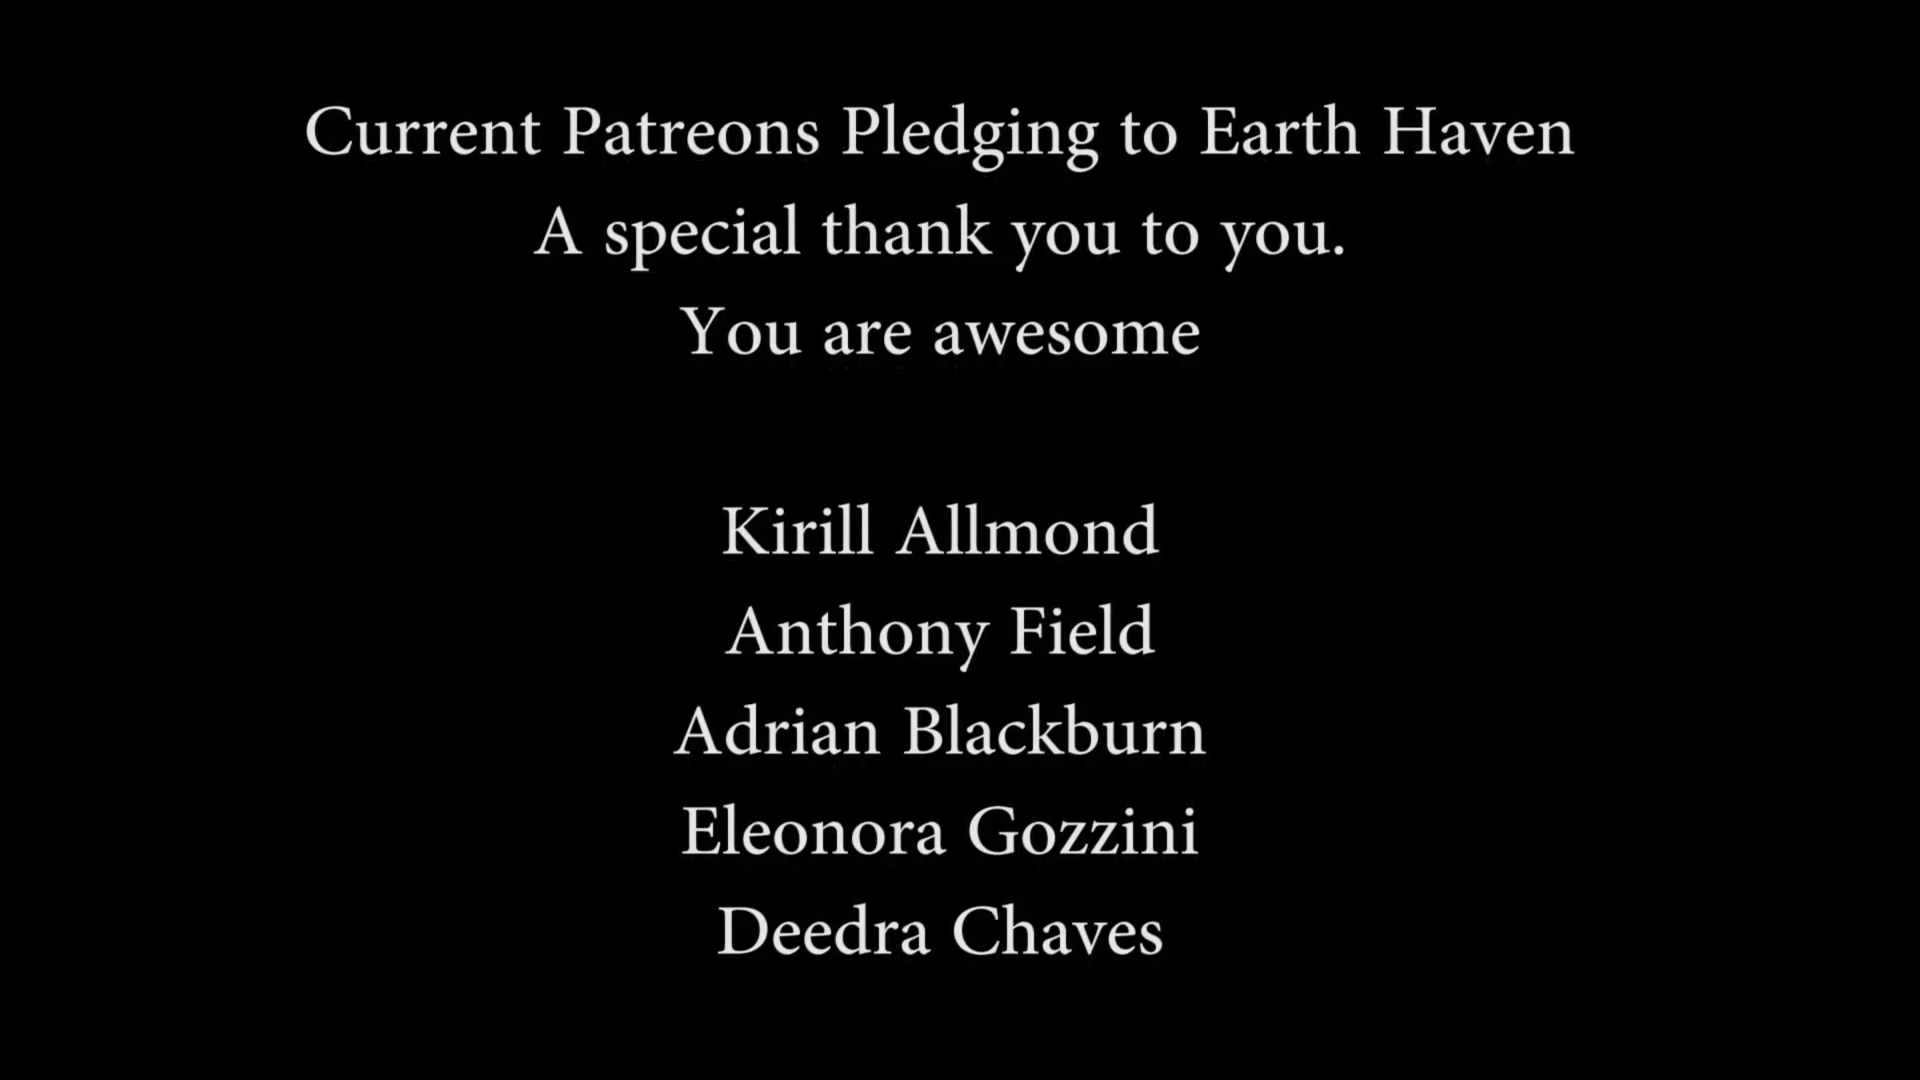 Current Patreons Pledging to Earth Haven
A special thank you to you.
You are awesome
Kirill Allmond
Anthony Field
Adrian Blackburn
Eleonora Gozzini
Deedra Chaves